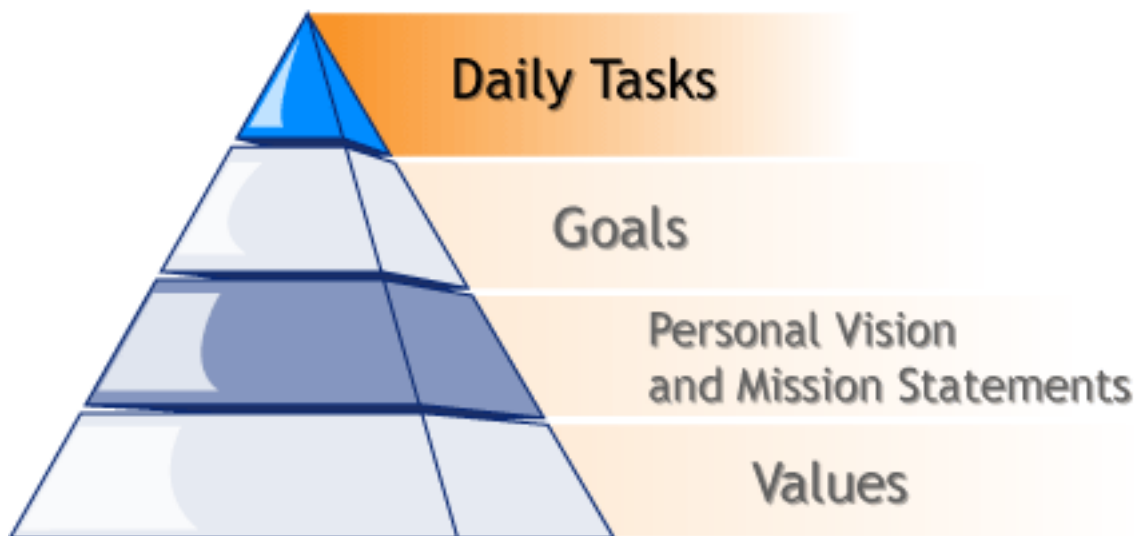 Daily Tasks
Goals
Personal Vision
and Mission Statements
Values